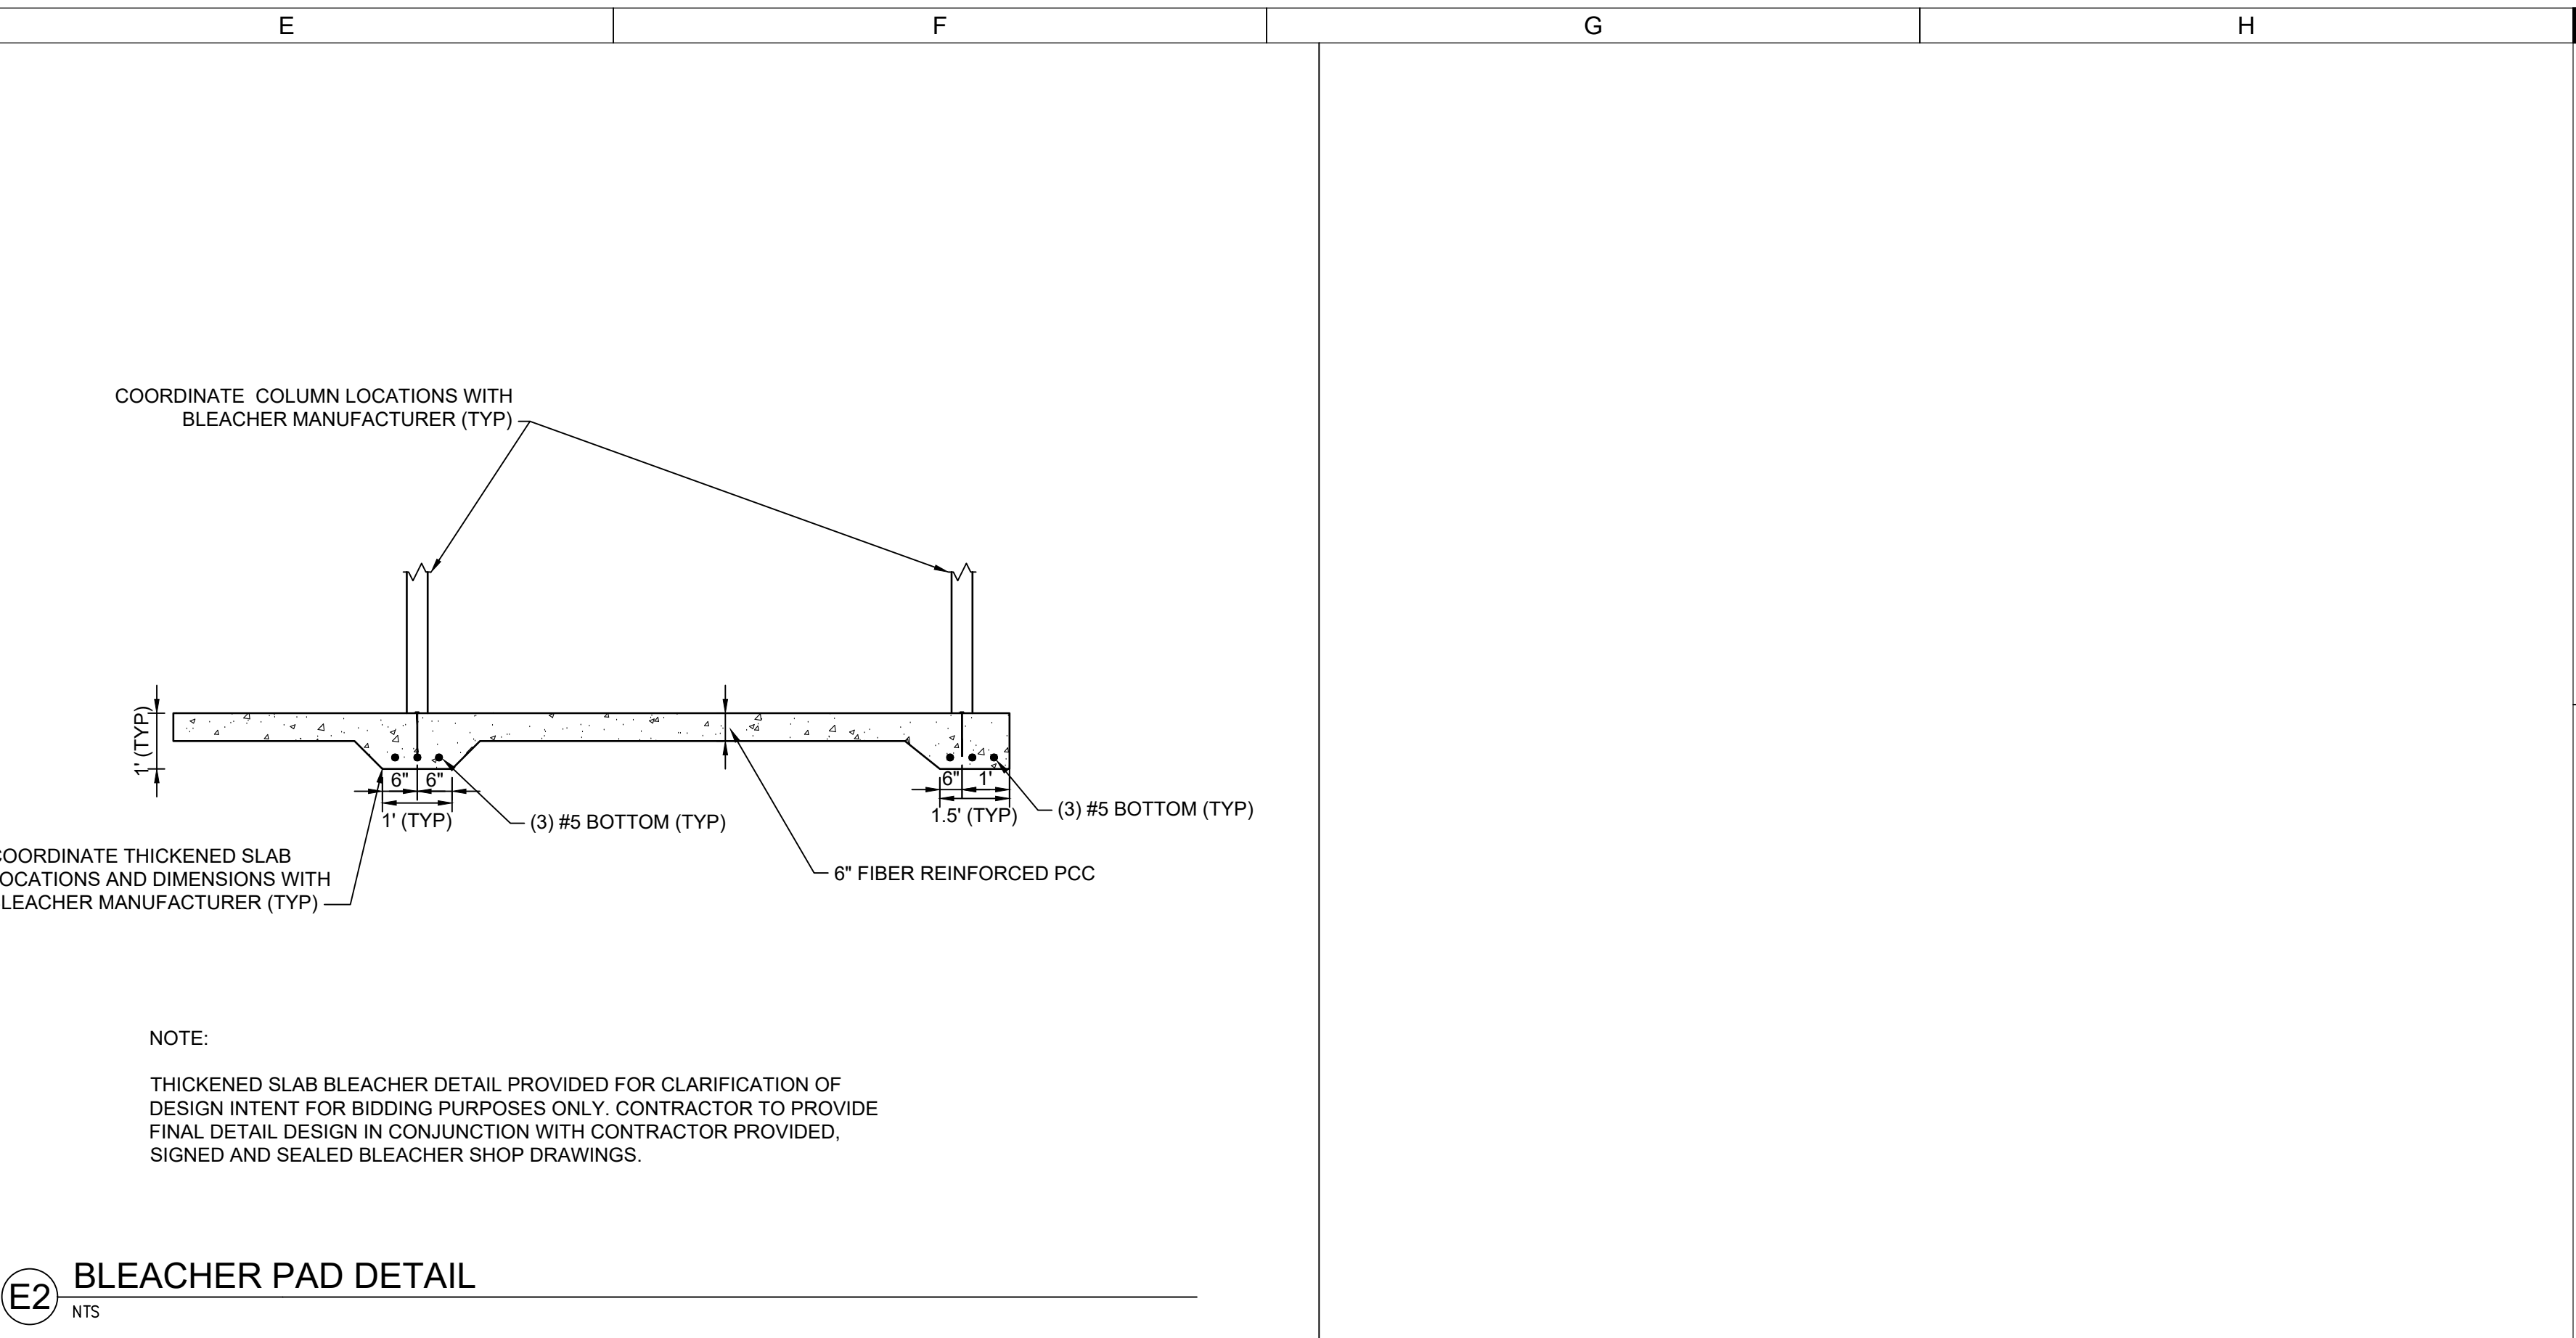 E
F
G
H
COORDINATE  COLUMN LOCATIONS WITH
BLEACHER MANUFACTURER (TYP)
1' (TYP)
6"
6"
1' (TYP)
(3) #5 BOTTOM (TYP)
6"
1'
1.5' (TYP)
(3) #5 BOTTOM (TYP)
6" FIBER REINFORCED PCC
COORDINATE THICKENED SLAB
OCATIONS AND DIMENSIONS WITH
LEACHER MANUFACTURER (TYP)
NOTE:
THICKENED SLAB BLEACHER DETAIL PROVIDED FOR CLARIFICATION OF
DESIGN INTENT FOR BIDDING PURPOSES ONLY. CONTRACTOR TO PROVIDE
FINAL DETAIL DESIGN IN CONJUNCTION WITH CONTRACTOR PROVIDED,
SIGNED AND SEALED BLEACHER SHOP DRAWINGS.
E2
BLEACHER PAD DETAIL
NTS